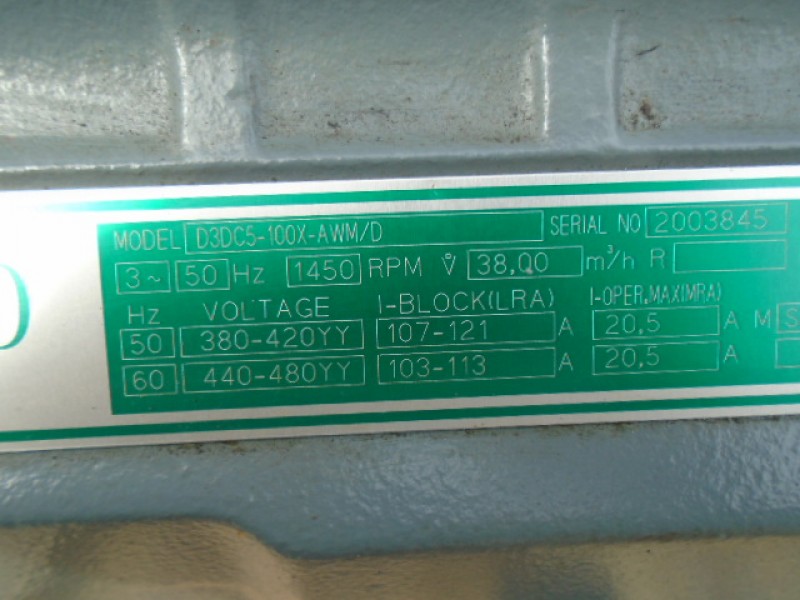 MODEL D3DC5-100X-AWM/D SERIAL NO 2003845
3~ 50 Hz 1450 RPM V̊ 38,00 m³/h R
Hz VOLTAGE I-BLOCK(LRA) I-OPER.MAX(MRA)
50 380-420YY 107-121 A 20,5 A M S
60 440-480YY 103-113 A 20,5 A